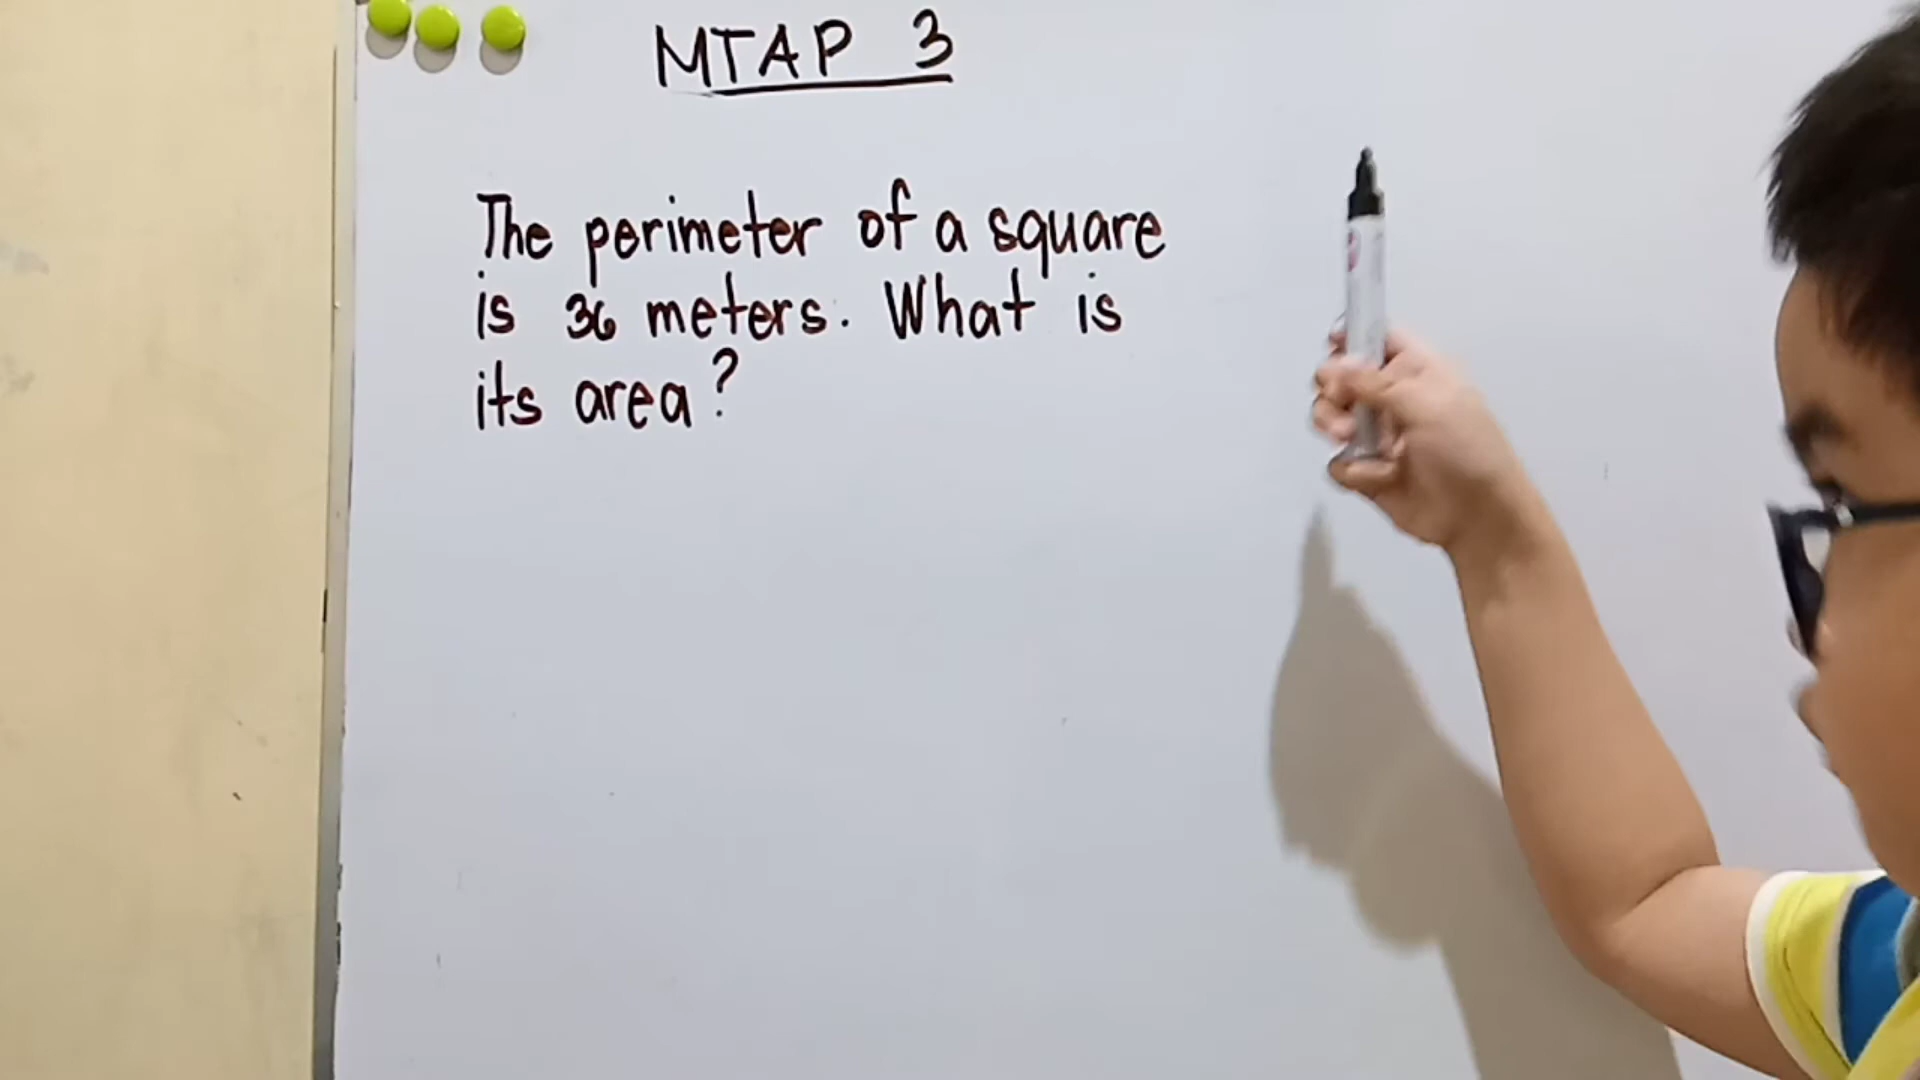 MTAP 3
The perimeter of a square
is 36 meters. What is
its area?